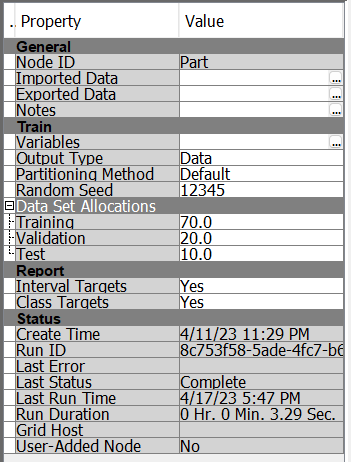 . Property Value
General
Node ID Part
Imported Data ...
Exported Data ...
Notes ...
Train
Variables ...
Output Type Data
Partitioning Method Default
Random Seed 12345
Data Set Allocations
Training 70.0
Validation 20.0
Test 10.0
Report
Interval Targets Yes
Class Targets Yes
Status
Create Time 4/11/23 11:29 PM
Run ID 8c753f58-5ade-4fc7-b6
Last Error
Last Status Complete
Last Run Time 4/17/23 5:47 PM
Run Duration 0 Hr. 0 Min. 3.29 Sec.
Grid Host
User-Added Node No